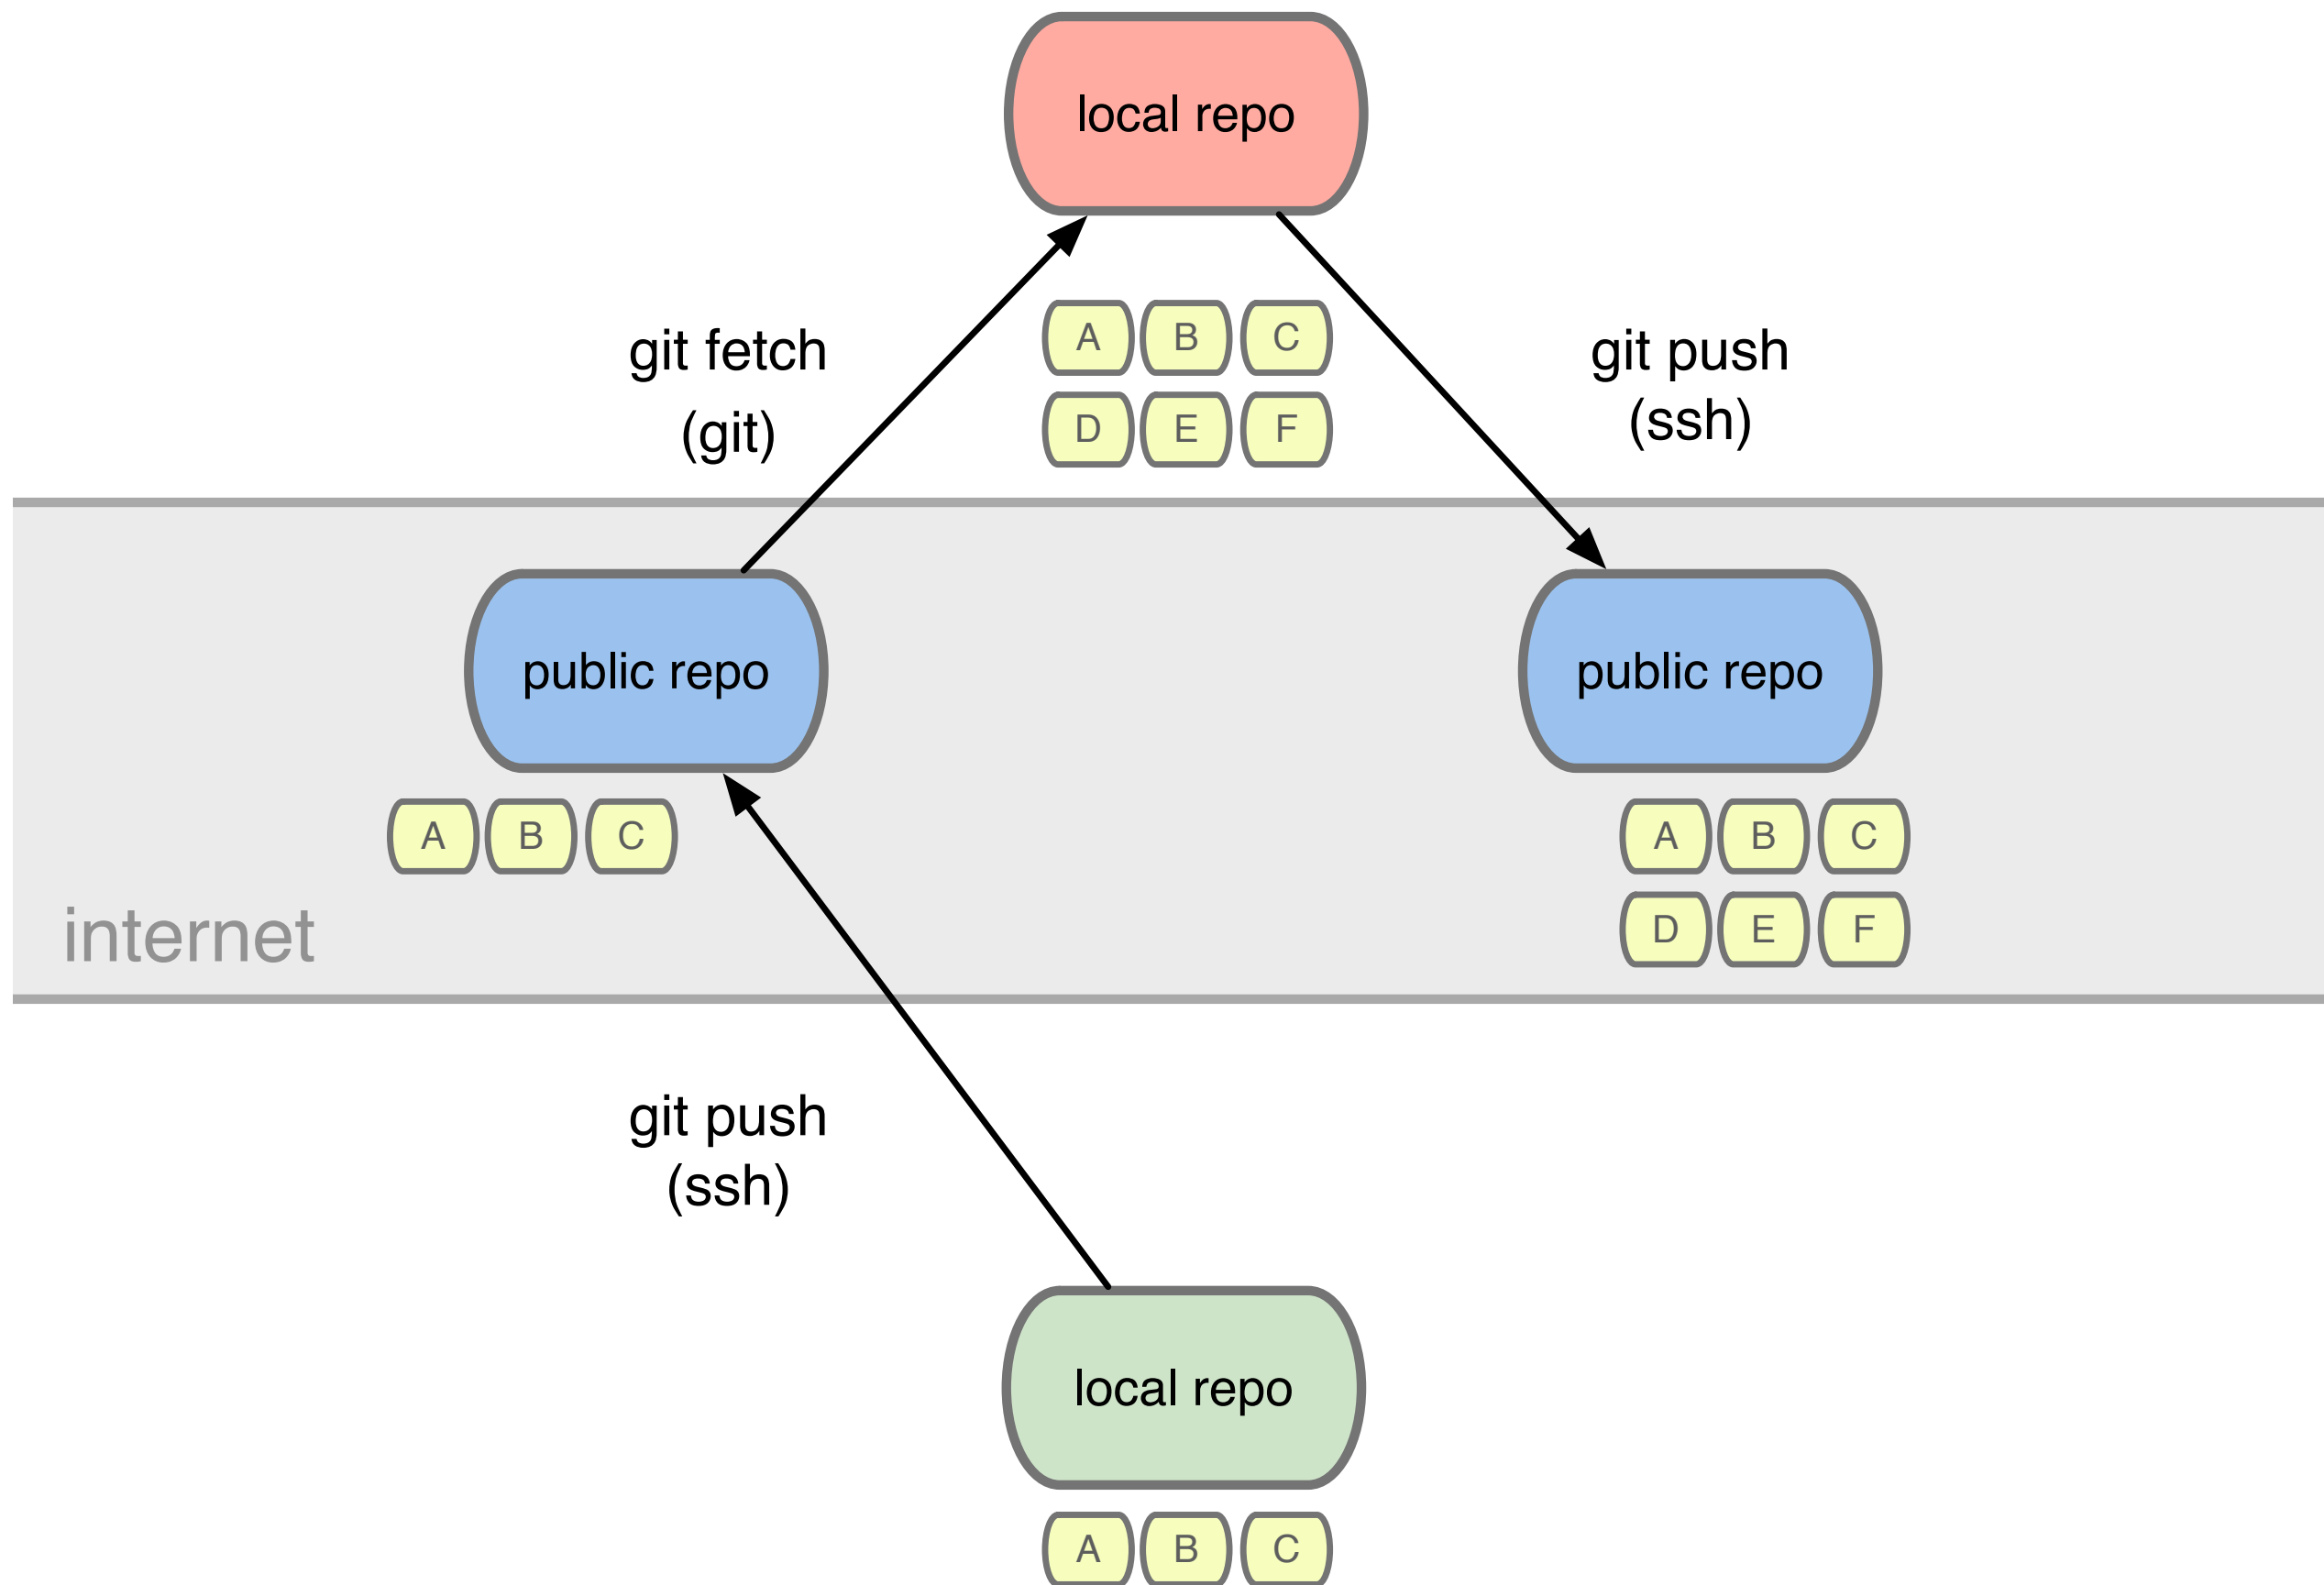 local repo
git fetch
(git)
A B C
D E F
git push
(ssh)
public repo
public repo
A B C
A B C
D E F
internet
git push
(ssh)
local repo
A B C